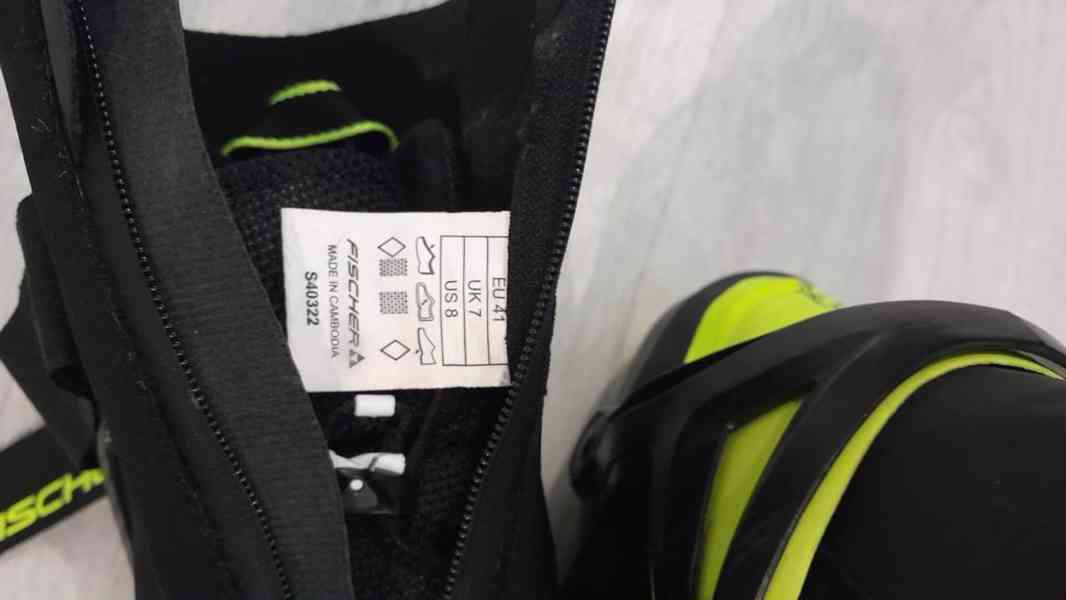 EU 41
UK 7
US 8
FISCHER
MADE IN CAMBODIA
S40322
FISCHE